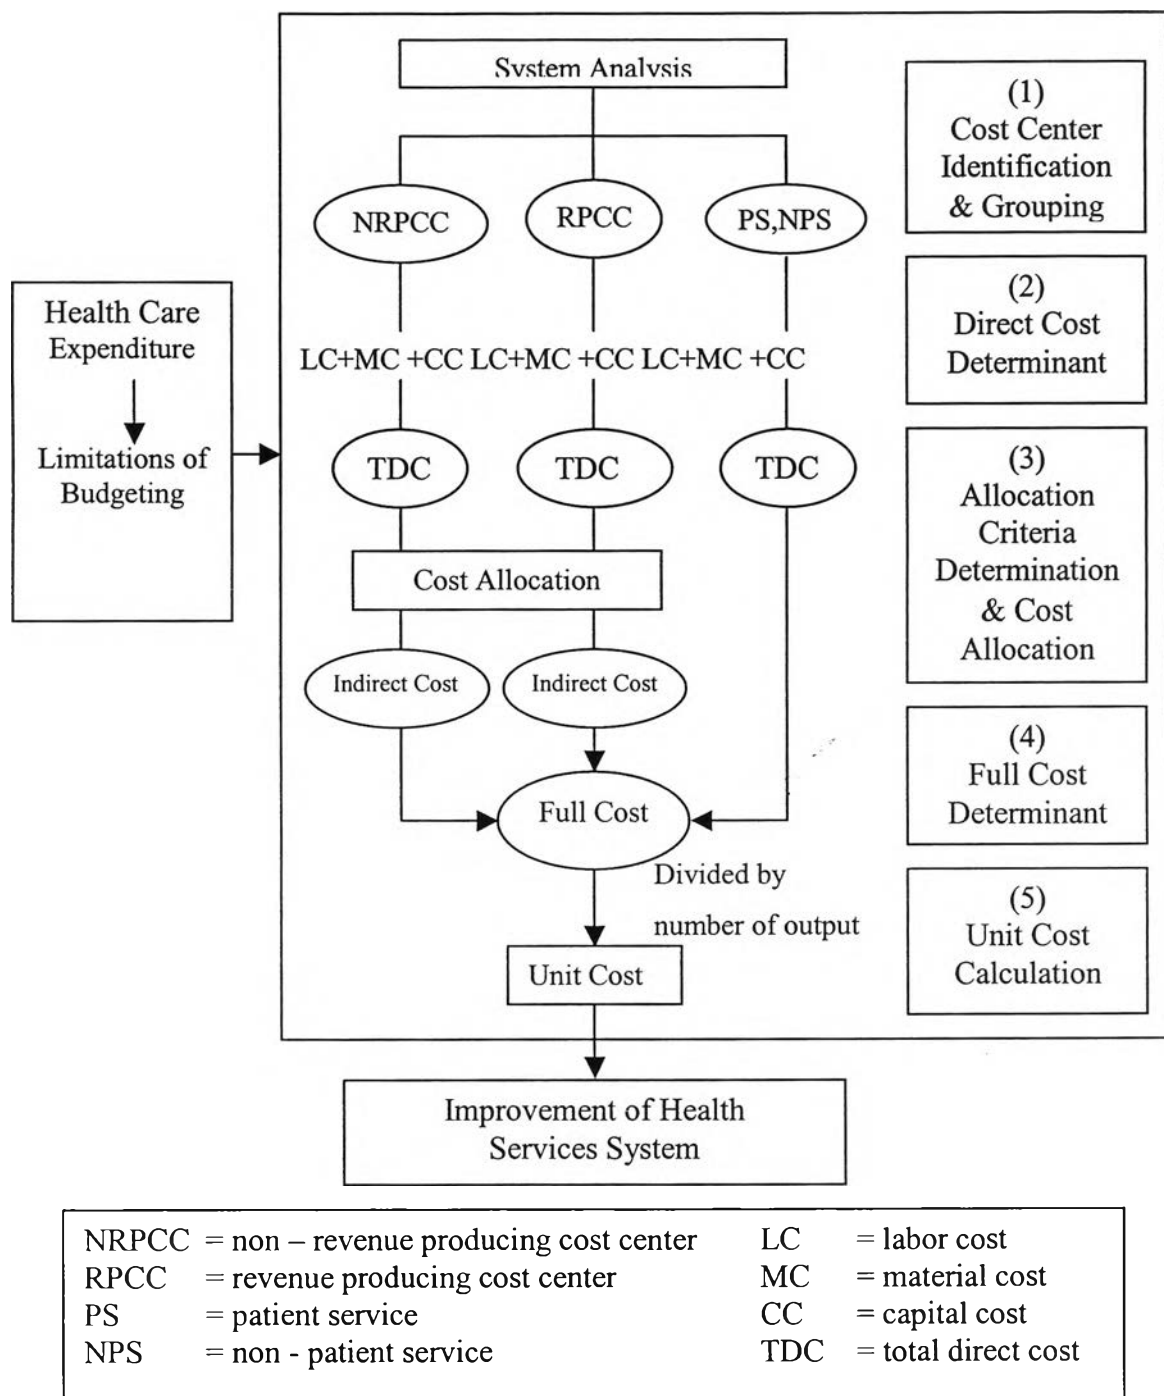 System Analysis
(1)
Cost Center
Identification
& Grouping
NRPCC
RPCC
PS,NPS
Health Care
Expenditure
Limitations of
Budgeting
(2)
Direct Cost
Determinant
LC+MC +CC LC+MC +CC LC+MC +CC
TDC
TDC
TDC
(3)
Allocation
Criteria
Determination
& Cost
Allocation
Cost Allocation
Indirect Cost
Indirect Cost
(4)
Full Cost
Determinant
Full Cost
Divided by
number of output
(5)
Unit Cost
Calculation
Unit Cost
Improvement of Health
Services System
NRPCC = non – revenue producing cost center
RPCC = revenue producing cost center
PS = patient service
NPS = non - patient service
LC = labor cost
MC = material cost
CC = capital cost
TDC = total direct cost